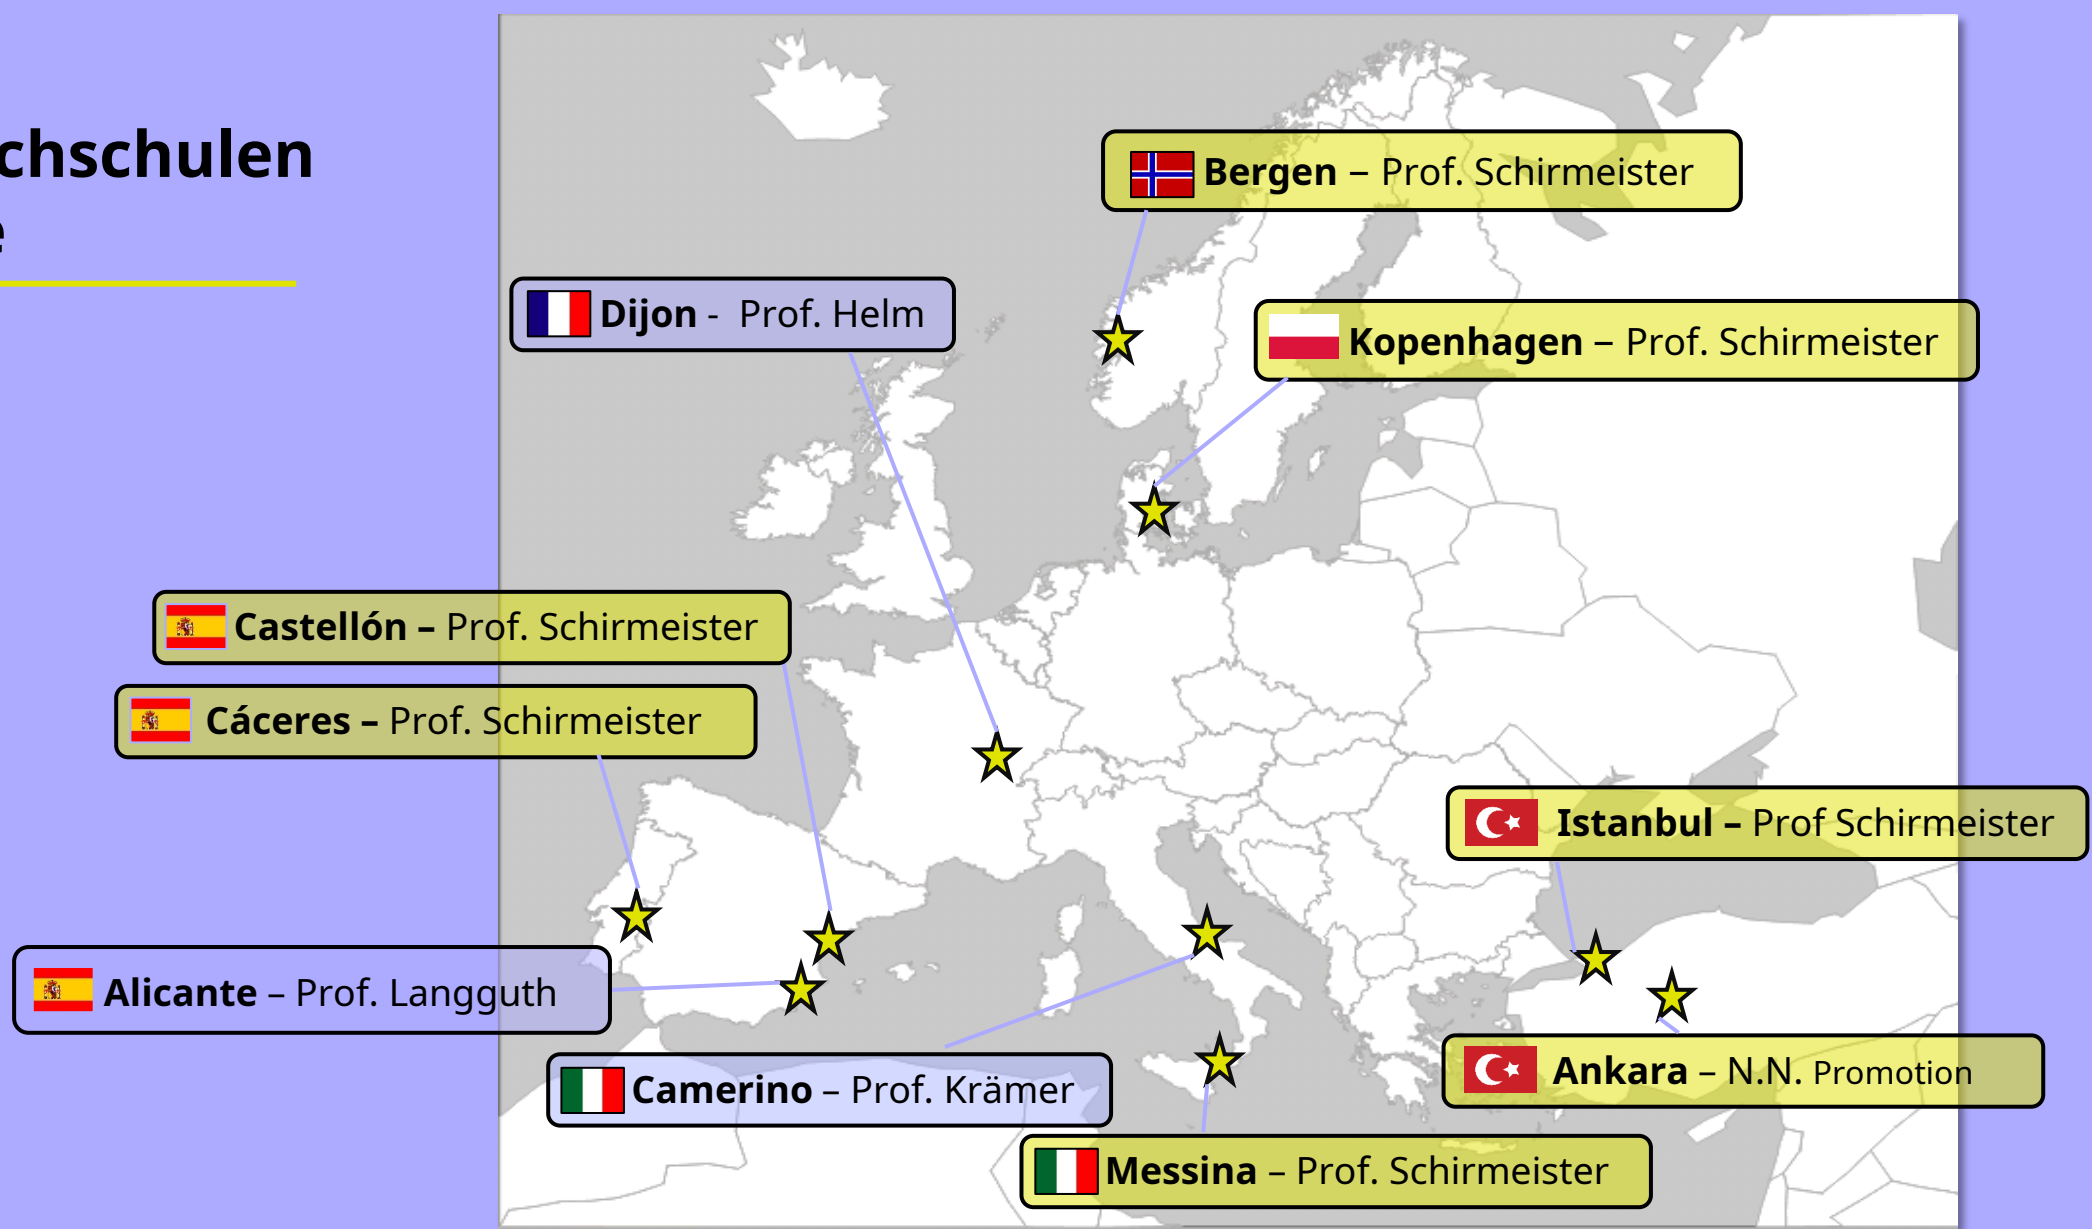 chschulen
e
Bergen – Prof. Schirmeister
Dijon - Prof. Helm
Kopenhagen – Prof. Schirmeister
Castellón – Prof. Schirmeister
Cáceres – Prof. Schirmeister
Istanbul – Prof Schirmeister
Alicante – Prof. Langguth
Camerino – Prof. Krämer
Ankara – N.N. Promotion
Messina – Prof. Schirmeister